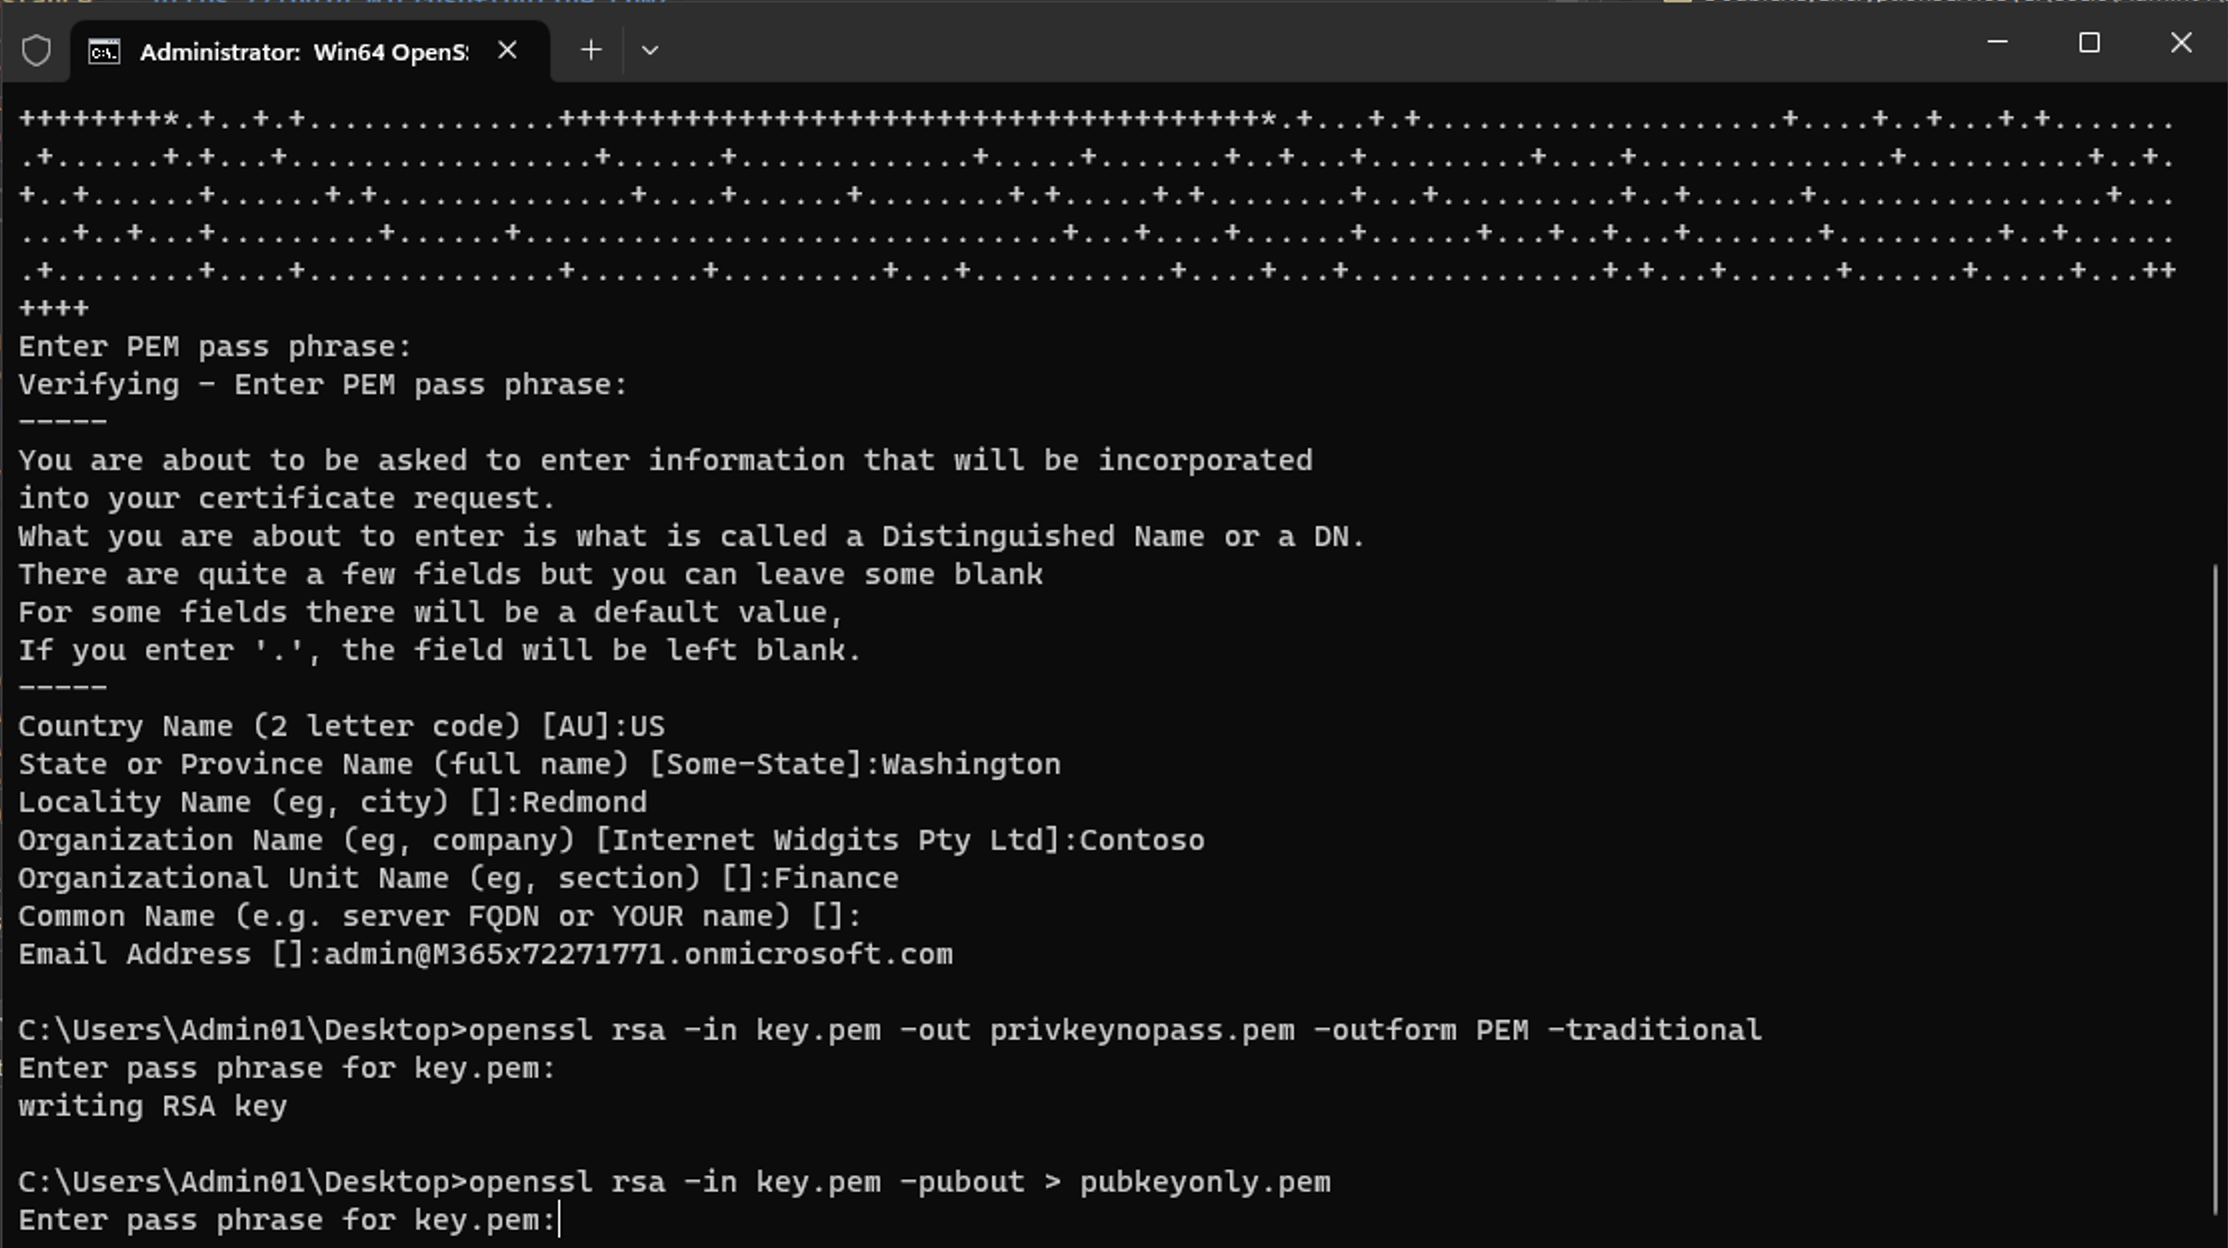 Administrator: Win64 OpenS
++++++++*.+..+.+..............+++++++++++++++++++++++++++++++++++++++*.+...+.+....................+....+..+...+.+.......
.+......+.+...+.................+......+.............+.....+.......+..+...+.........+....+..............+..........+..+.
+..+......+......+.+..............+....+......+........+.+.....+.+........+...+..........+..+......+................+...
...+..+...+.........+......+..............................+...+....+......+......+...+..+...+.......+.........+..+......
.+........+....+..............+.......+.........+...+...........+....+...+..............+.+...+......+......+.....+...++
++++
Enter PEM pass phrase:
Verifying - Enter PEM pass phrase:
-----
You are about to be asked to enter information that will be incorporated
into your certificate request.
What you are about to enter is what is called a Distinguished Name or a DN.
There are quite a few fields but you can leave some blank
For some fields there will be a default value,
If you enter '.', the field will be left blank.
-----
Country Name (2 letter code) [AU]:US
State or Province Name (full name) [Some-State]:Washington
Locality Name (eg, city) []:Redmond
Organization Name (eg, company) [Internet Widgits Pty Ltd]:Contoso
Organizational Unit Name (eg, section) []:Finance
Common Name (e.g. server FQDN or YOUR name) []:
Email Address []:admin@M365x72271771.onmicrosoft.com
C:\Users\Admin01\Desktop>openssl rsa -in key.pem -out privkeynopass.pem -outform PEM -traditional
Enter pass phrase for key.pem:
writing RSA key
C:\Users\Admin01\Desktop>openssl rsa -in key.pem -pubout > pubkeyonly.pem
Enter pass phrase for key.pem: